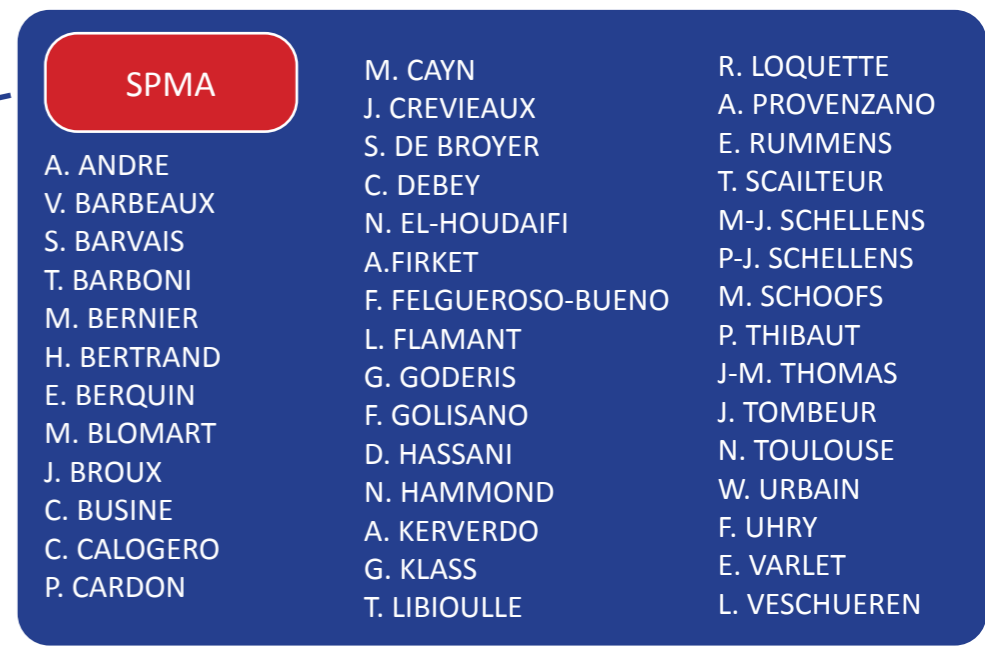 SPMA
A. ANDRE
V. BARBEAUX
S. BARVAIS
T. BARBONI
M. BERNIER
H. BERTRAND
E. BERQUIN
M. BLOMART
J. BROUX
C. BUSINE
C. CALOGERO
P. CARDON
M. CAYN
J. CREVIEAUX
S. DE BROYER
C. DEBEY
N. EL-HOUDAIFI
A.FIRKET
F. FELGUEROSO-BUENO
L. FLAMANT
G. GODERIS
F. GOLISANO
D. HASSANI
N. HAMMOND
A. KERVERDO
G. KLASS
T. LIBIOULLE
R. LOQUETTE
A. PROVENZANO
E. RUMMENS
T. SCAILTEUR
M-J. SCHELLENS
P-J. SCHELLENS
M. SCHOOFS
P. THIBAUT
J-M. THOMAS
J. TOMBEUR
N. TOULOUSE
W. URBAIN
F. UHRY
E. VARLET
L. VESCHUEREN